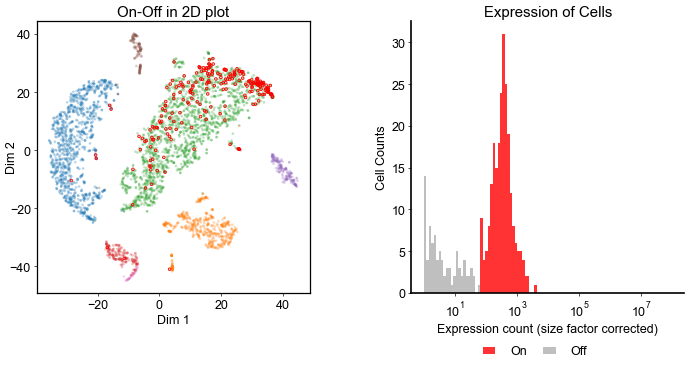 On-Off in 2D plot
40
20
0
−20
−40
Dim 2
−20
0
20
40
Dim 1
Expression of Cells
30
25
20
15
10
5
0
Cell Counts
10^1
10^3
10^5
10^7
Expression count (size factor corrected)
On
Off